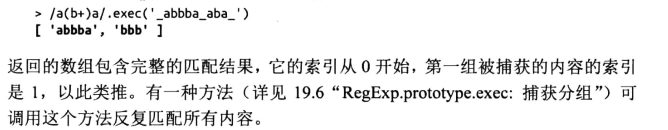 > /a(b+)a/.exec('_abbba_aba_')
[ 'abbba', 'bbb' ]
返回的数组包含完整的匹配结果，它的索引从 0 开始，第一组被捕获的内容的索引
是 1，以此类推。有一种方法（详见 19.6“RegExp.prototype.exec: 捕获分组”）可
调用这个方法反复匹配所有内容。